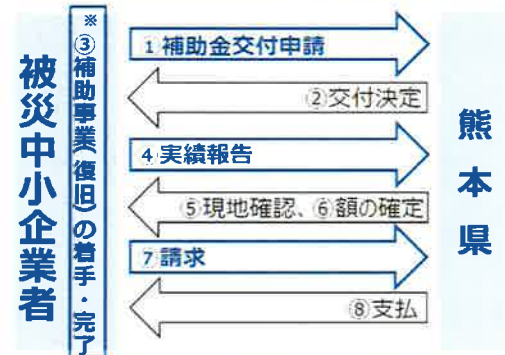 被災中小企業者
※
③補助事業(復旧)の着手・完了
①補助金交付申請
②交付決定
④実績報告
⑤現地確認、⑥額の確定
⑦請求
⑧支払
熊本県